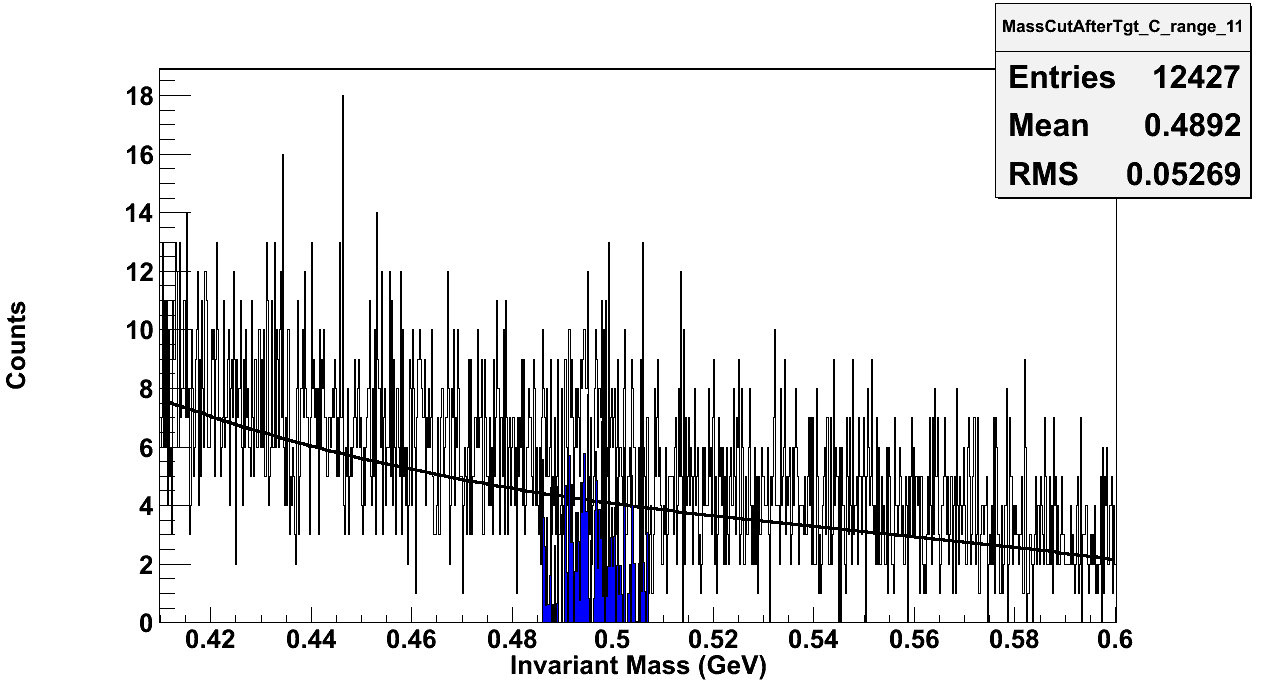 MassCutAfterTgt_C_range_11
Entries 12427
Mean 0.4892
RMS 0.05269
Counts
18
16
14
12
10
8
6
4
2
0
0.42 0.44 0.46 0.48 0.5 0.52 0.54 0.56 0.58 0.6
Invariant Mass (GeV)